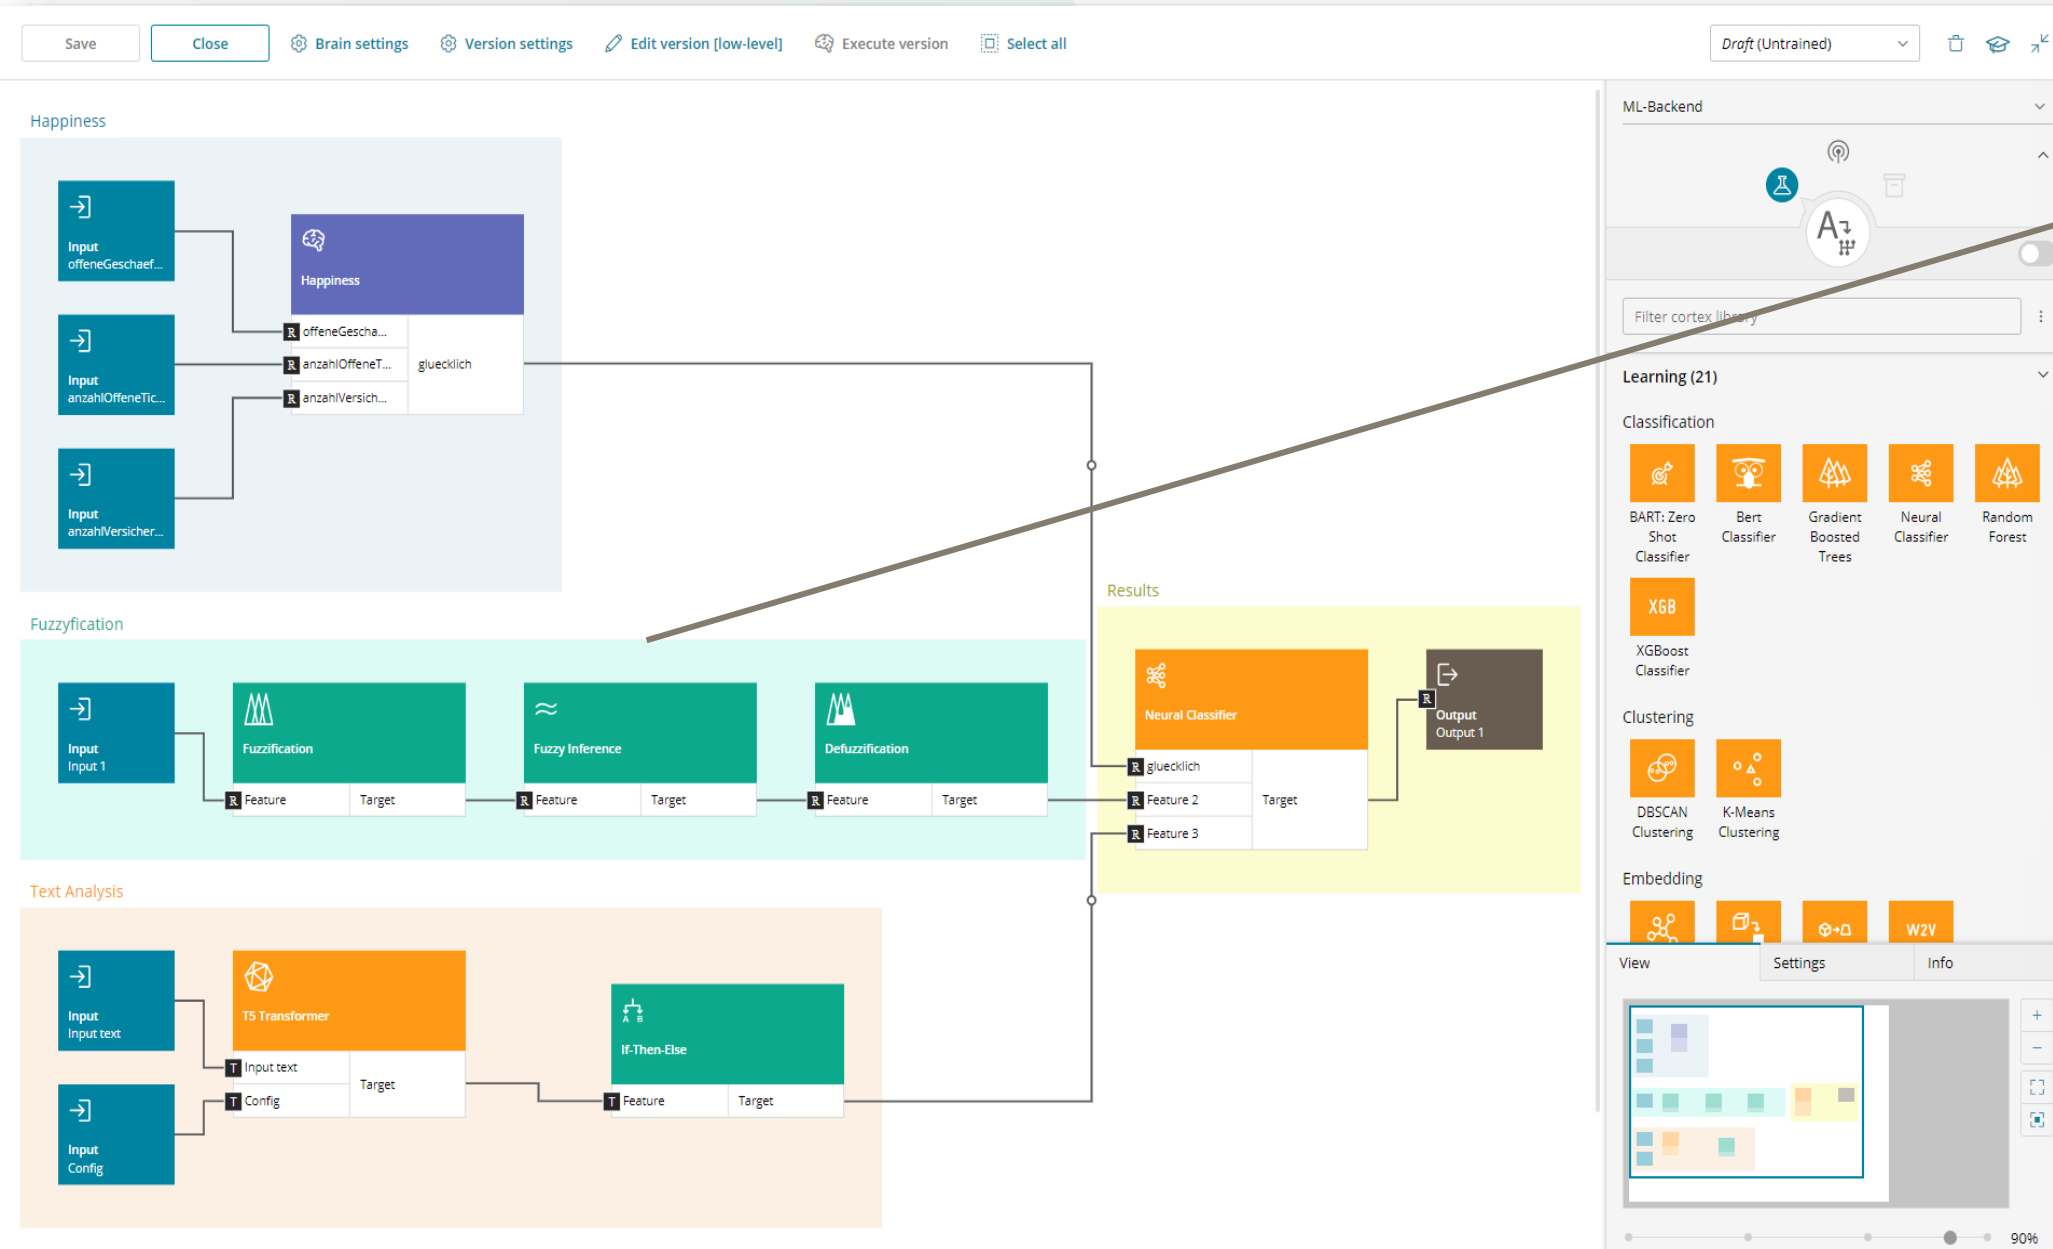 Save
Close
Brain settings
Version settings
Edit version [low-level]
Execute version
Select all
Draft (Untrained)
Happiness
Input
offeneGeschaef...
Input
anzahlOffeneTic...
Input
anzahlVersicher...
Happiness
R offeneGescha...
R anzahlOffeneT...
R anzahlVersich...
gluecklich
Fuzzyfication
Input
Input 1
Fuzzification
R Feature
Target
Fuzzy Inference
R Feature
Target
Defuzzification
R Feature
Target
Results
Neural Classifier
R gluecklich
R Feature 2
R Feature 3
Target
R
Output
Output 1
Text Analysis
Input
Input text
Input
Config
T5 Transformer
T Input text
T Config
Target
A B
If-Then-Else
T Feature
Target
ML-Backend
A
Filter cortex library
Learning (21)
Classification
BART: Zero
Shot
Classifier
Bert
Classifier
Gradient
Boosted
Trees
Neural
Classifier
Random
Forest
XGB
XGBoost
Classifier
Clustering
DBSCAN
Clustering
K-Means
Clustering
Embedding
W2V
View
Settings
Info
90%